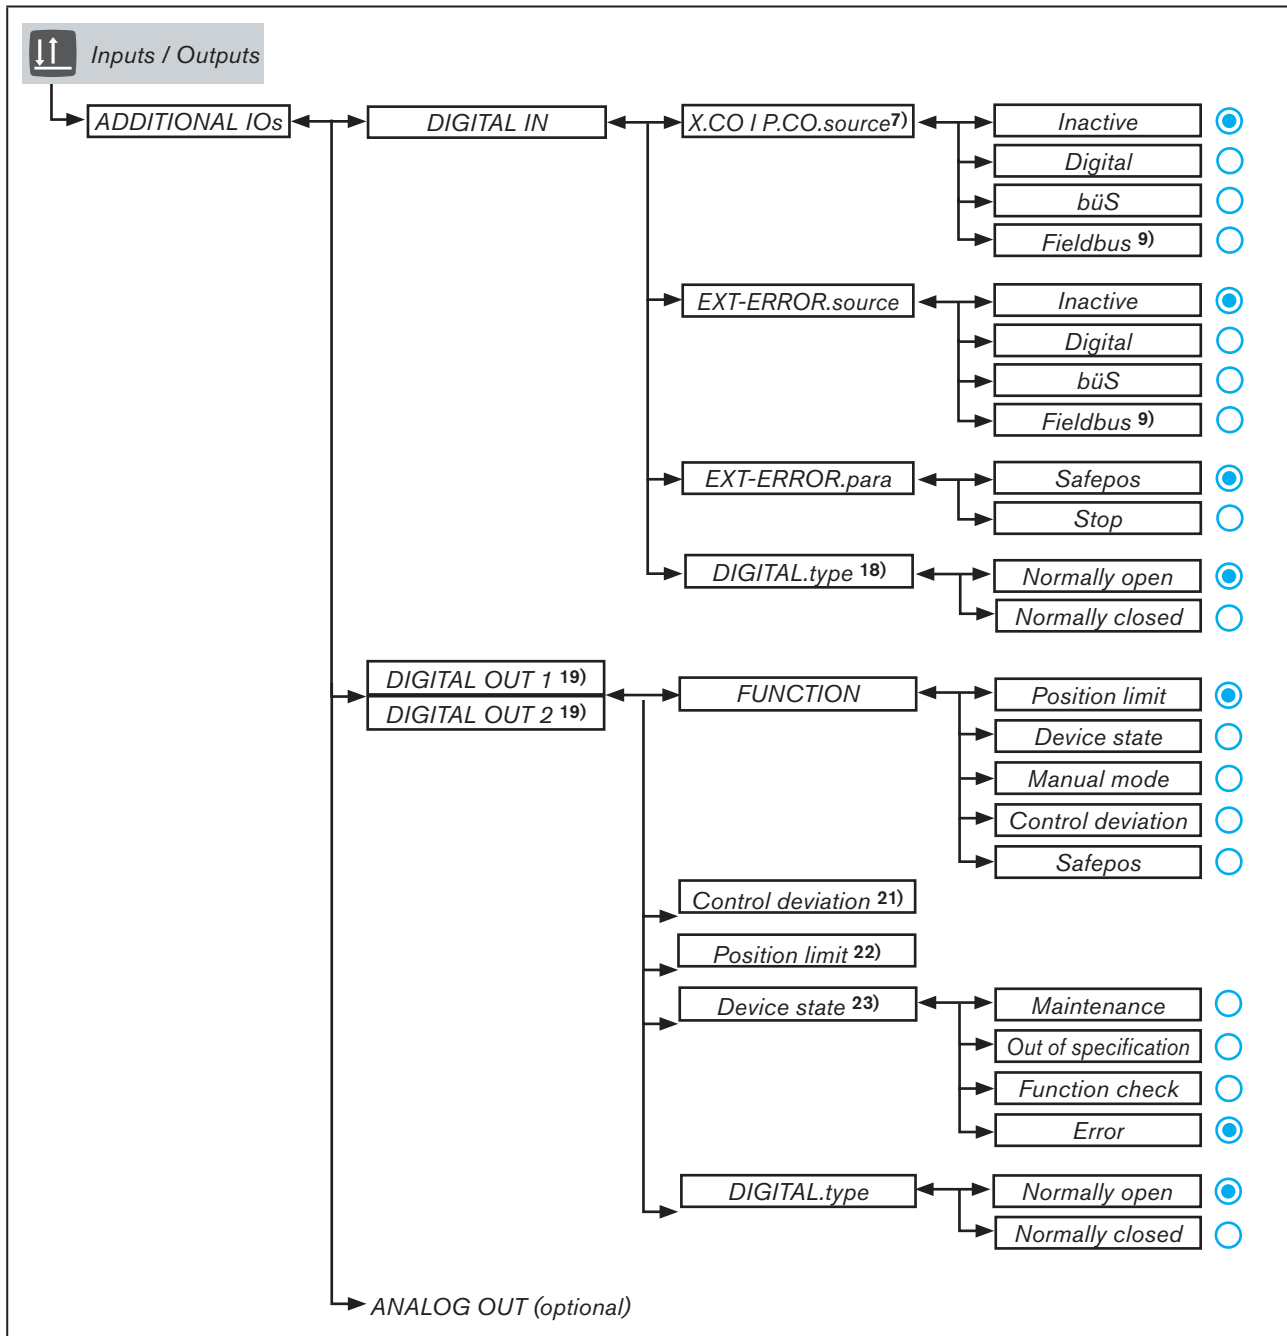 Inputs / Outputs
ADDITIONAL IOs
DIGITAL IN
X.CO I P.CO.source 7)
Inactive
Digital
büS
Fieldbus 9)
EXT-ERROR.source
Inactive
Digital
büS
Fieldbus 9)
EXT-ERROR.para
Safepos
Stop
DIGITAL.type 18)
Normally open
Normally closed
DIGITAL OUT 1 19)
DIGITAL OUT 2 19)
FUNCTION
Position limit
Device state
Manual mode
Control deviation
Safepos
Control deviation 21)
Position limit 22)
Device state 23)
Maintenance
Out of specification
Function check
Error
DIGITAL.type
Normally open
Normally closed
ANALOG OUT (optional)